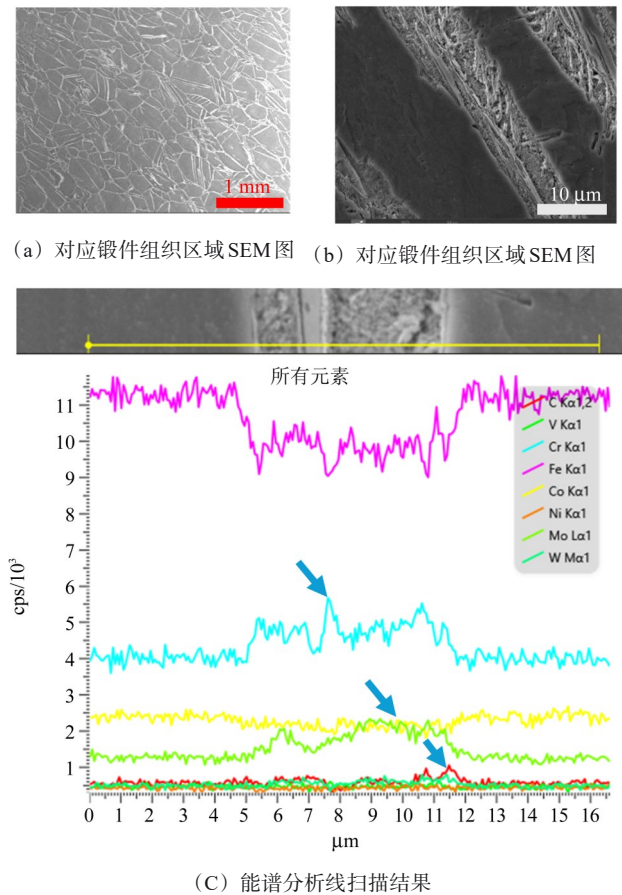 1 mm
10 μm
(a) 对应锻件组织区域SEM图
(b) 对应锻件组织区域SEM图
所有元素
cps/10³
11
10
9
8
7
6
5
4
3
2
1
C Kα1,2
V Kα1
Cr Kα1
Fe Kα1
Co Kα1
Ni Kα1
Mo Lα1
W Mα1
0 1 2 3 4 5 6 7 8 9 10 11 12 13 14 15 16
μm
(C) 能谱分析线扫描结果